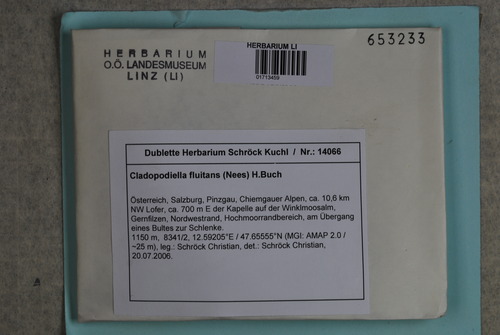 HERBARIUM
O.Ö. LANDESMUSEUM
LINZ (LI)
HERBARIUM LI
01713459
653233
Dublette Herbarium Schröck Kuchl / Nr.: 14066
Cladopodiella fluitans (Nees) H.Buch
Österreich, Salzburg, Pinzgau, Chiemgauer Alpen, ca. 10,6 km
NW Lofer, ca. 700 m E der Kapelle auf der Winklmoosalm,
Gernfilzen, Nordwestrand, Hochmoorrandbereich, am Übergang
eines Bultes zur Schlenke.
1150 m, 8341/2, 12.59205°E / 47.65555°N (MGI: AMAP 2.0 /
~25 m), leg.: Schröck Christian, det.: Schröck Christian,
20.07.2006.